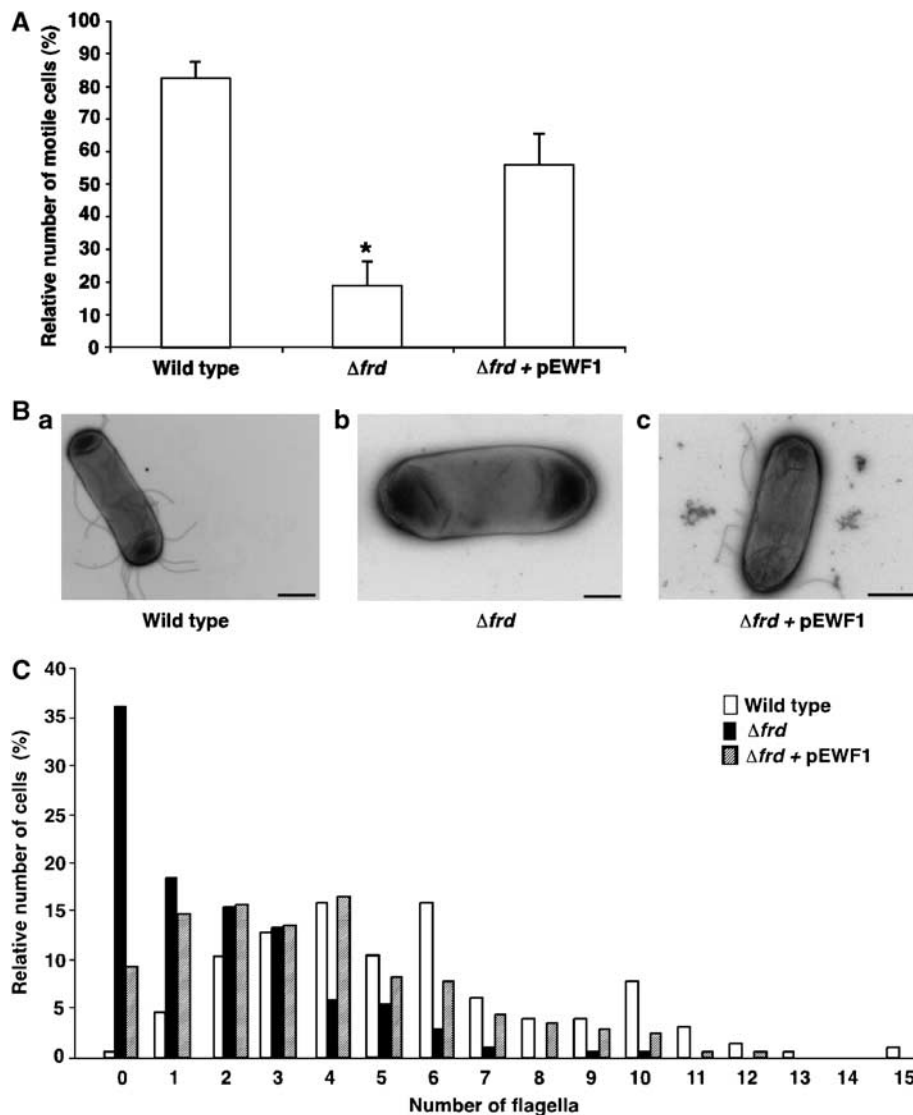 A
Relative number of motile cells (%)
100
90
80
70
60
50
40
30
20
10
0
*
Wild type
Δfrd
Δfrd + pEWF1
B
a
b
c
Wild type
Δfrd
Δfrd + pEWF1
C
Relative number of cells (%)
40
35
30
25
20
15
10
5
0
Wild type
Δfrd
Δfrd + pEWF1
0 1 2 3 4 5 6 7 8 9 10 11 12 13 14 15
Number of flagella